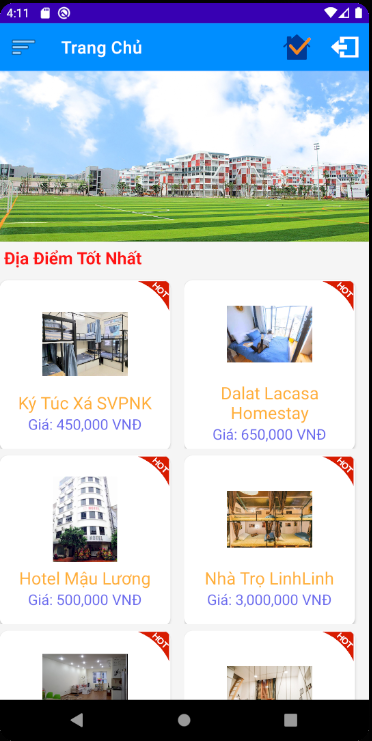 4:11
Trang Chủ
Địa Điểm Tốt Nhất
HOT
HOT
Ký Túc Xá SVPNK
Giá: 450,000 VNĐ
Dalat Lacasa
Homestay
Giá: 650,000 VNĐ
HOT
HOT
Hotel Mậu Lương
Giá: 500,000 VNĐ
Nhà Trọ LinhLinh
Giá: 3,000,000 VNĐ
HOT
HOT